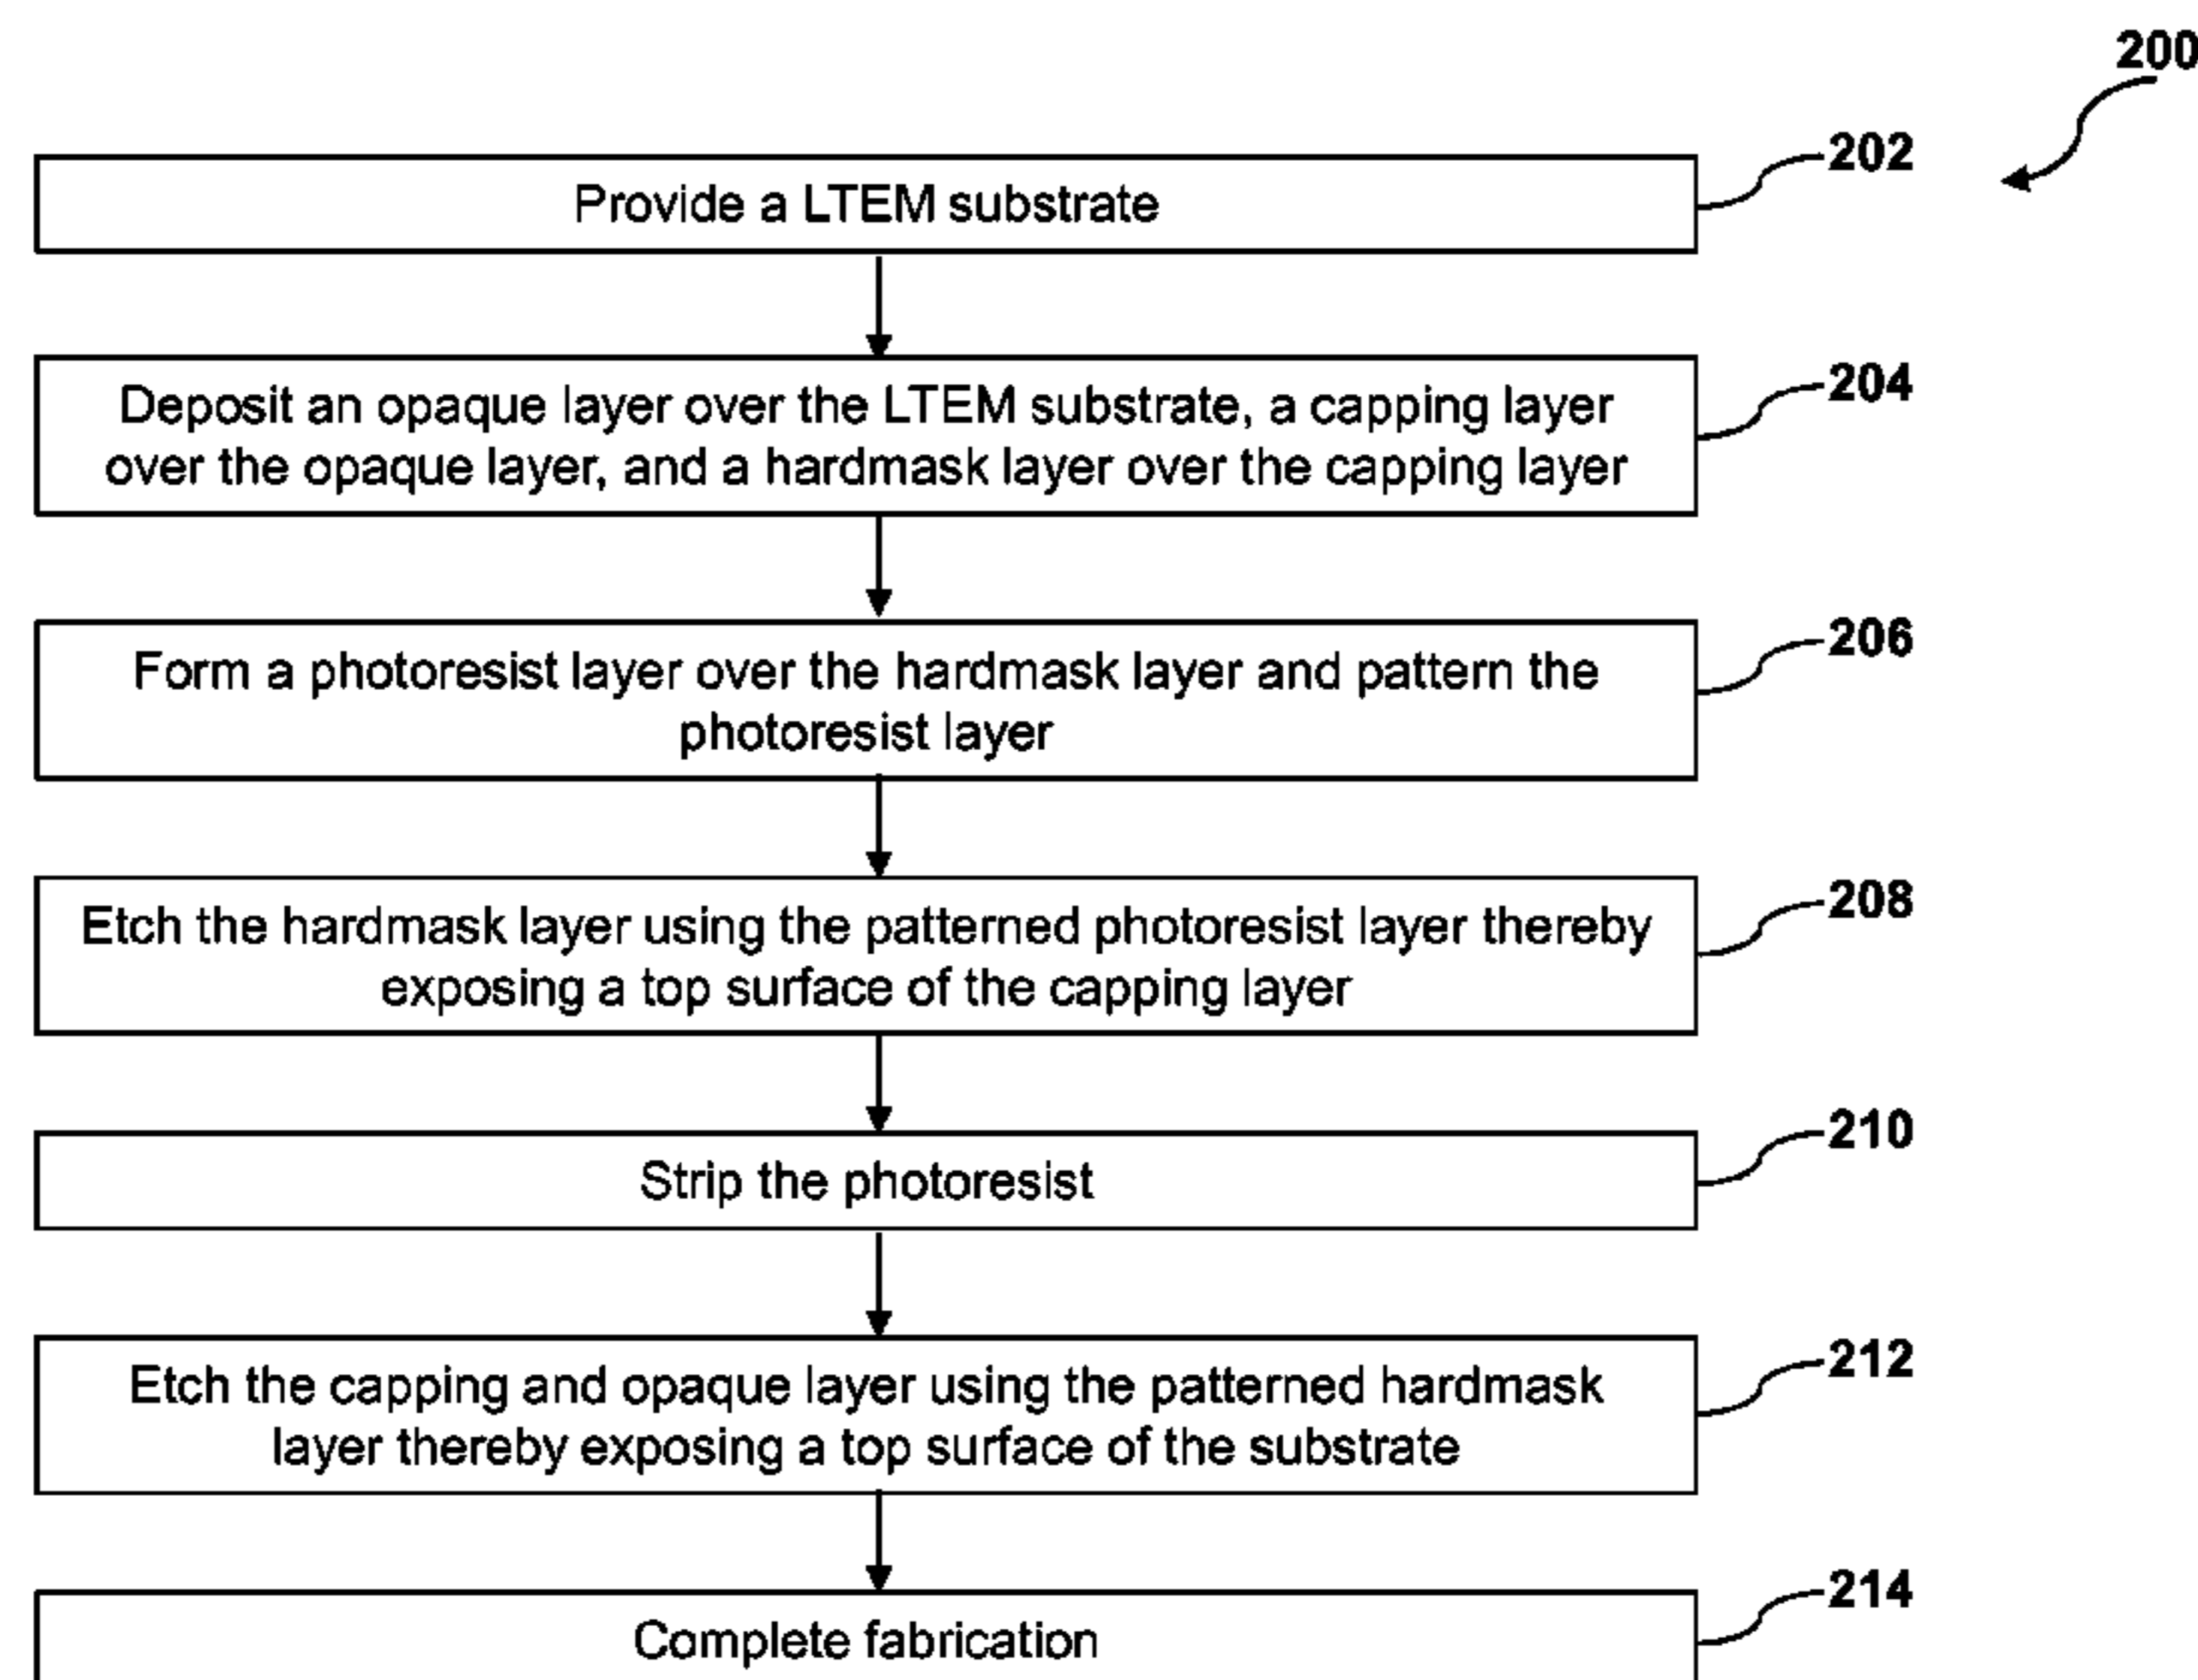 200
Provide a LTEM substrate
202
Deposit an opaque layer over the LTEM substrate, a capping layer
over the opaque layer, and a hardmask layer over the capping layer
204
Form a photoresist layer over the hardmask layer and pattern the
photoresist layer
206
Etch the hardmask layer using the patterned photoresist layer thereby
exposing a top surface of the capping layer
208
Strip the photoresist
210
Etch the capping and opaque layer using the patterned hardmask
layer thereby exposing a top surface of the substrate
212
Complete fabrication
214